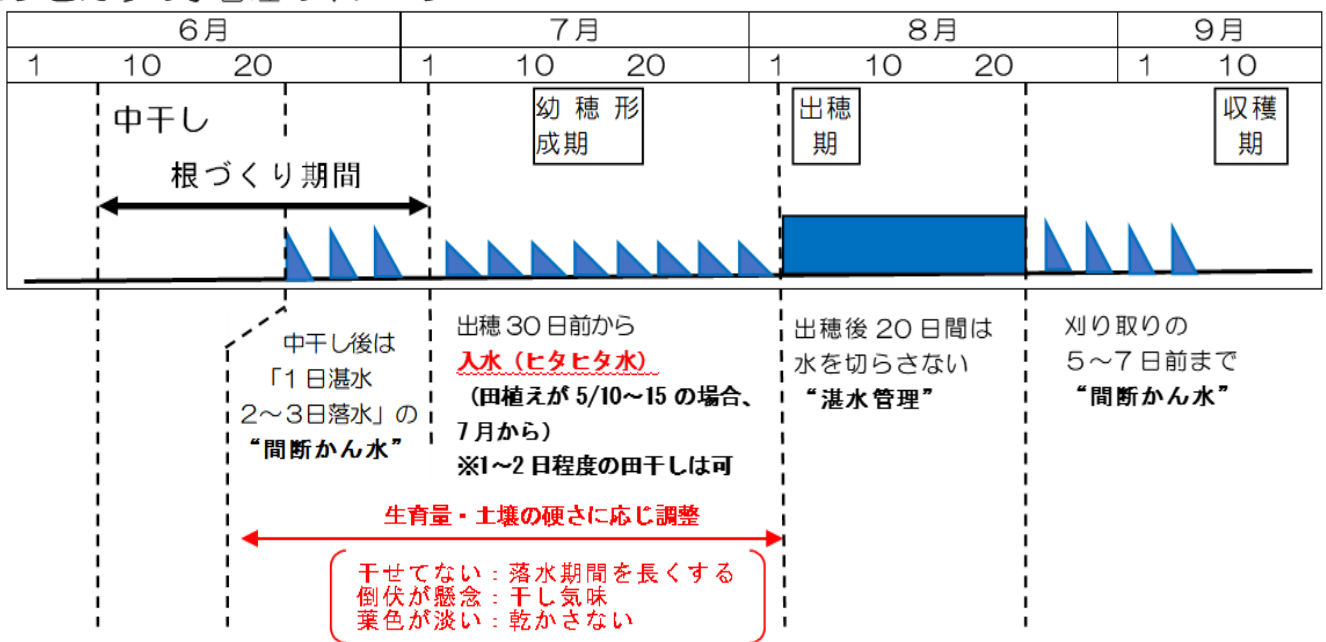 6月 7月 8月 9月
1 10 20 1 10 20 1 10 20 1 10
中干し
根づくり期間
幼穂形
成期
出穂
期
収穫
期
中干し後は
「1日湛水
2～3日落水」の
“間断かん水”
出穂30日前から
入水（ヒタヒタ水）
（田植えが5/10～15の場合、
7月から）
※1～2日程度の田干しは可
出穂後20日間は
水を切らさない
“湛水管理”
刈り取りの
5～7日前まで
“間断かん水”
生育量・土壌の硬さに応じ調整
干せてない：落水期間を長くする
倒伏が懸念：干し気味
葉色が淡い：乾かさない